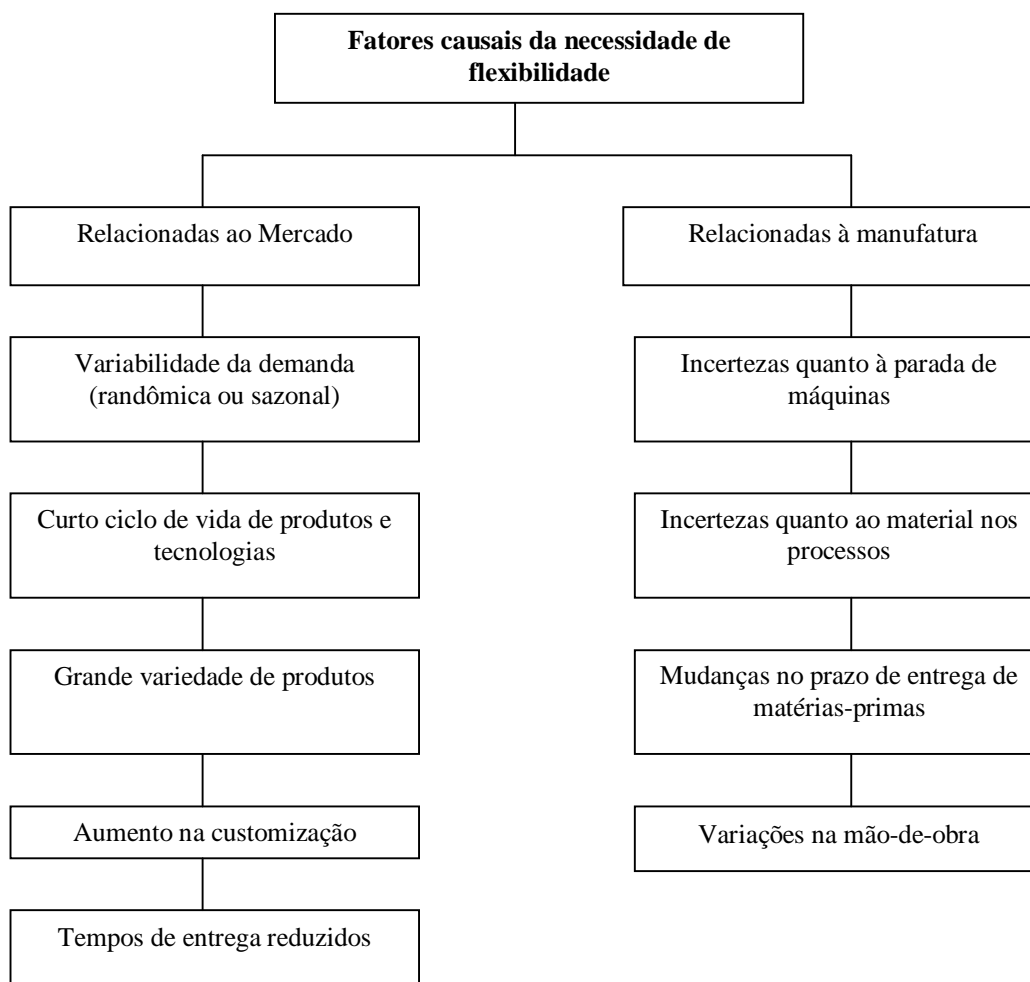 Fatores causais da necessidade de
flexibilidade
Relacionadas ao Mercado
Variabilidade da demanda
(randômica ou sazonal)
Curto ciclo de vida de produtos e
tecnologias
Grande variedade de produtos
Aumento na customização
Tempos de entrega reduzidos
Relacionadas à manufatura
Incertezas quanto à parada de
máquinas
Incertezas quanto ao material nos
processos
Mudanças no prazo de entrega de
matérias-primas
Variações na mão-de-obra